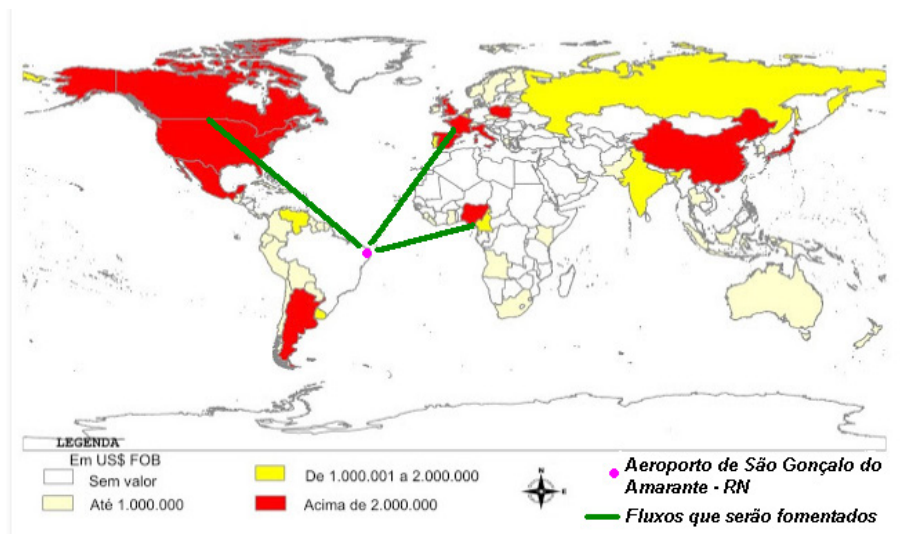 LEGENDA
Em US$ FOB
Sem valor
Até 1.000.000
De 1.000.001 a 2.000.000
Acima de 2.000.000
N
E
Aeroporto de São Gonçalo do
Amarante - RN
Fluxos que serão fomentados